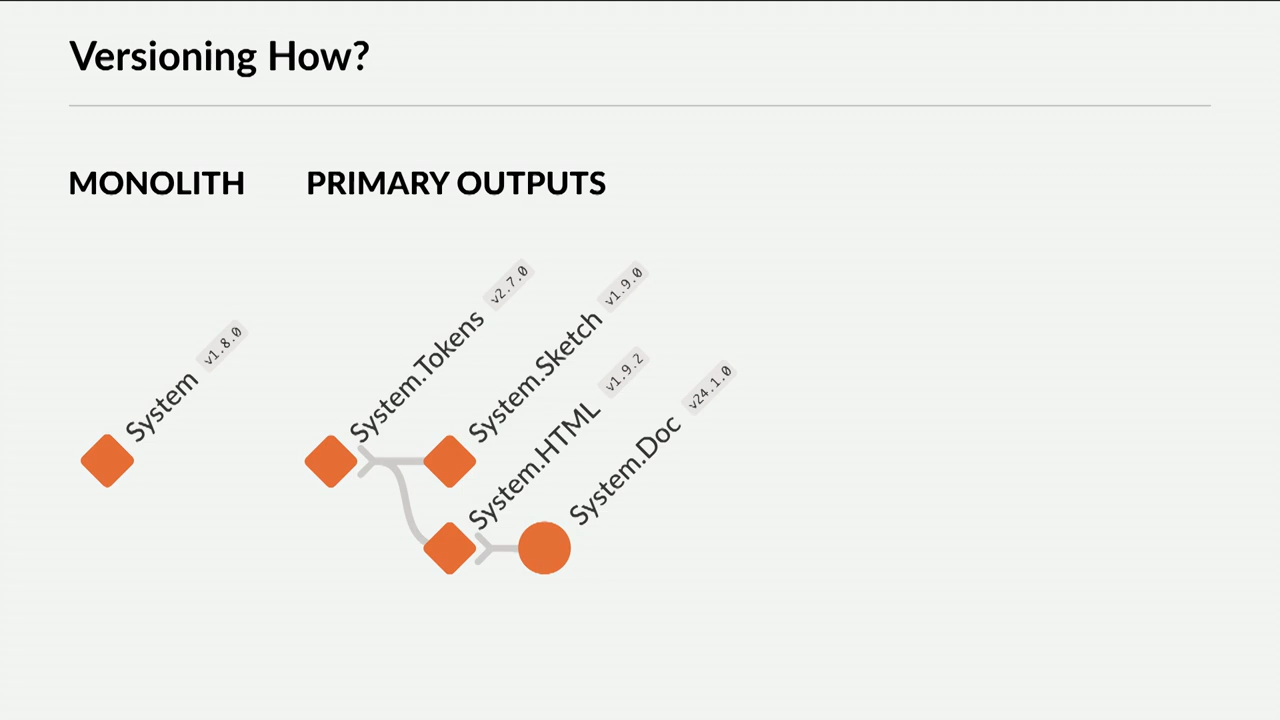 Versioning How?
MONOLITH
PRIMARY OUTPUTS
System v1.8.0
System.Tokens v2.7.0
System.Sketch v1.9.0
System.HTML v1.9.2
System.Doc v24.1.0